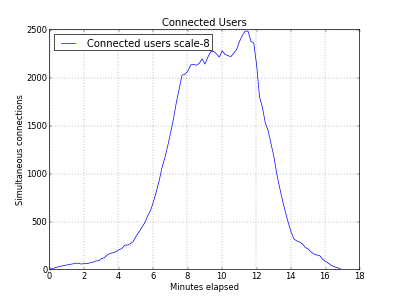 Connected Users
Connected users scale-8
Simultaneous connections
2500
2000
1500
1000
500
0
0 2 4 6 8 10 12 14 16 18
Minutes elapsed